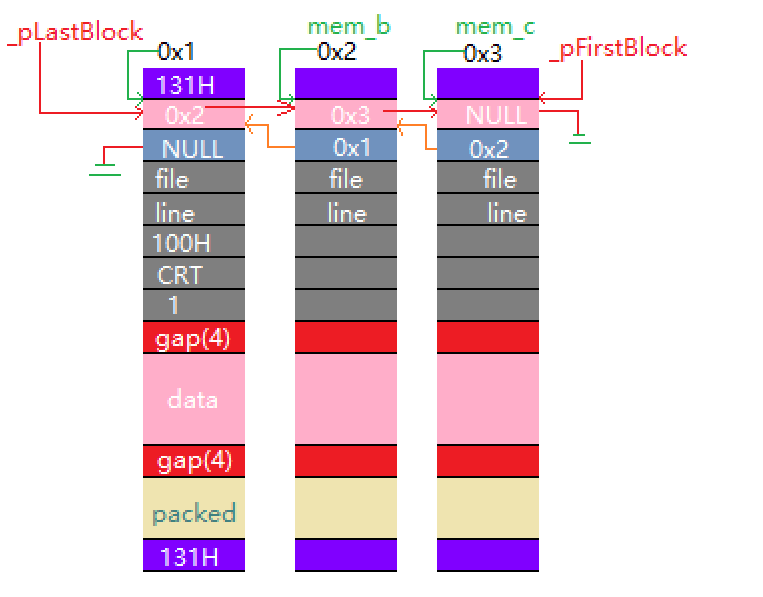 _pLastBlock 0x1 mem_b 0x2 mem_c 0x3 _pFirstBlock
131H
0x2 0x3 NULL
NULL 0x1 0x2
file file file
line line line
100H
CRT
1
gap(4)
data
gap(4)
packed
131H